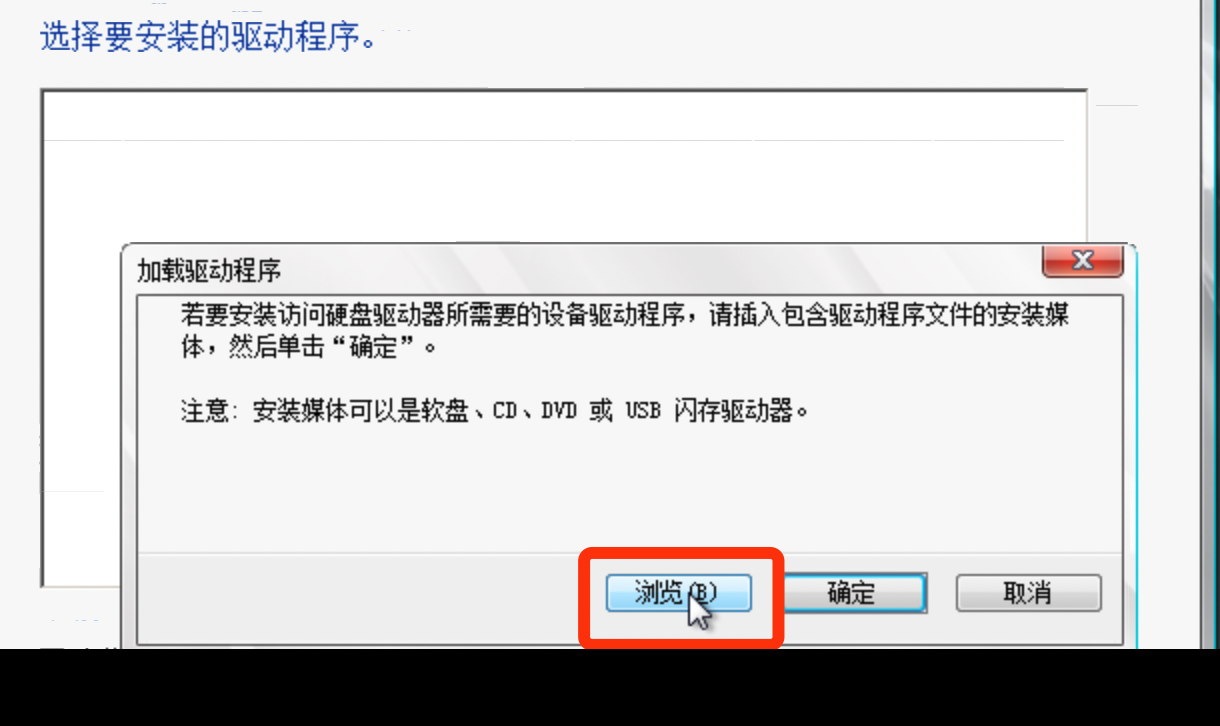 选择要安装的驱动程序。
加载驱动程序
若要安装访问硬盘驱动器所需要的设备驱动程序，请插入包含驱动程序文件的安装媒
体，然后单击“确定”。
注意: 安装媒体可以是软盘、CD、DVD 或 USB 闪存驱动器。
浏览(B) 确定 取消